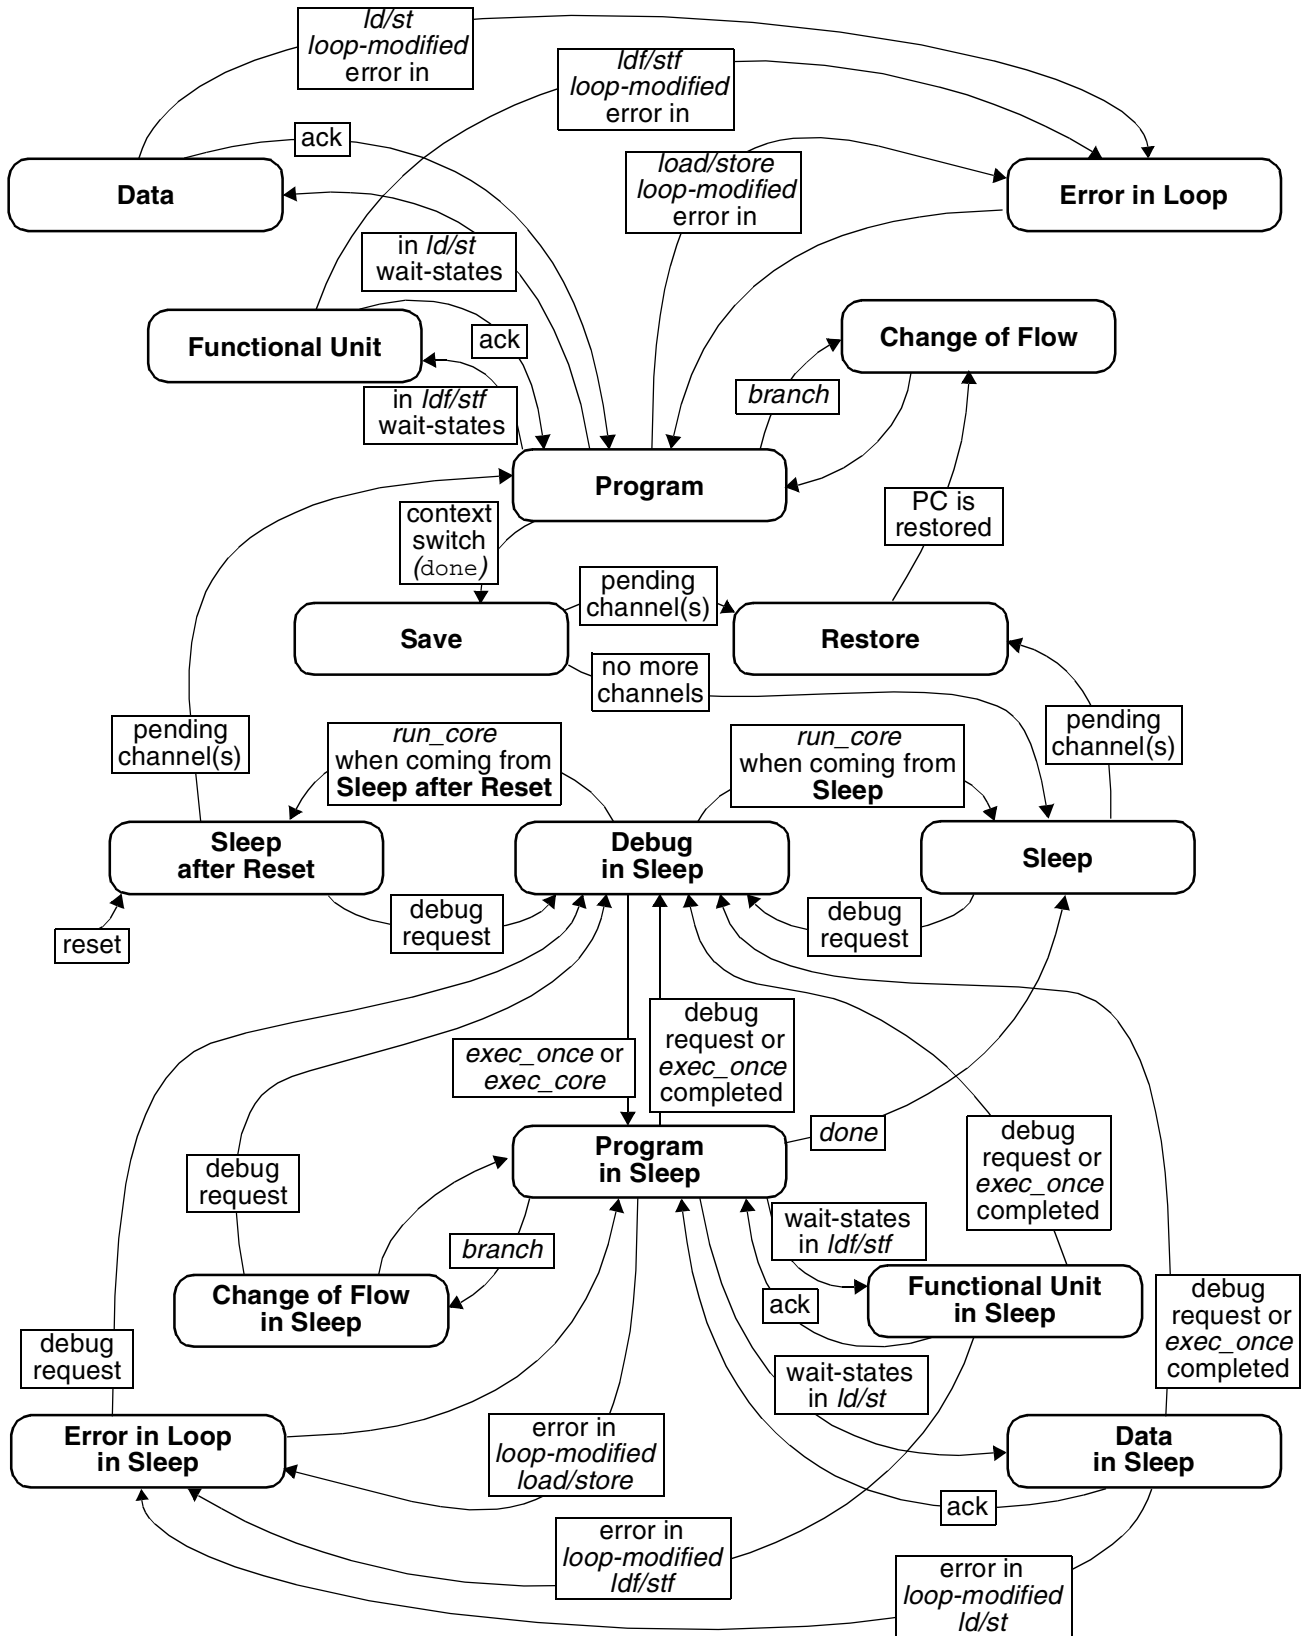 ld/st
loop-modified
error in
ldf/stf
loop-modified
error in
ack
load/store
loop-modified
error in
Data
Error in Loop
in ld/st
wait-states
Functional Unit
ack
Change of Flow
in ldf/stf
wait-states
branch
Program
context
switch
(done)
PC is
restored
pending
channel(s)
Save
Restore
no more
channels
pending
channel(s)
run_core
when coming from
Sleep after Reset
run_core
when coming from
Sleep
pending
channel(s)
Sleep
after Reset
Debug
in Sleep
Sleep
reset
debug
request
debug
request
exec_once or
exec_core
debug
request or
exec_once
completed
done
debug
request or
exec_once
completed
Program
in Sleep
debug
request
branch
wait-states
in ldf/stf
Change of Flow
in Sleep
ack
Functional Unit
in Sleep
debug
request or
exec_once
completed
debug
request
wait-states
in ld/st
Error in Loop
in Sleep
error in
loop-modified
load/store
Data
in Sleep
ack
error in
loop-modified
ldf/stf
error in
loop-modified
ld/st